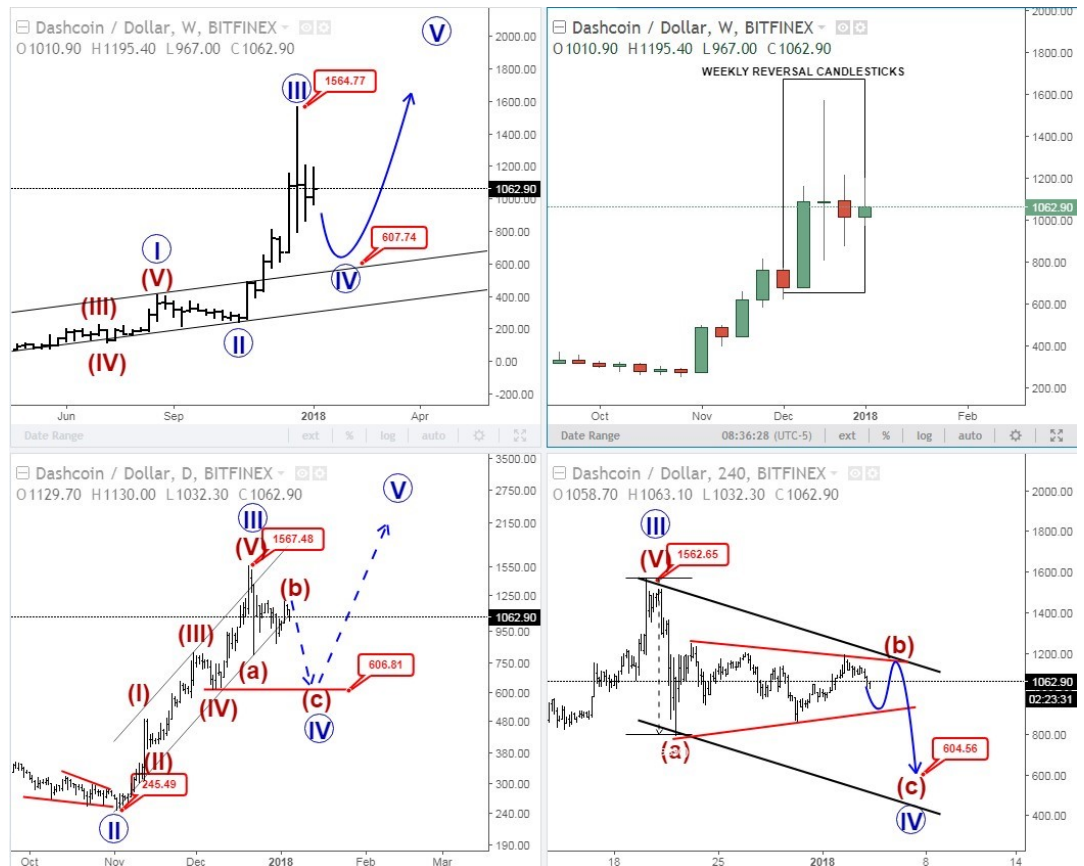 Dashcoin / Dollar, W, BITFINEX
O1010.90 H1195.40 L967.00 C1062.90
V
2000.00
1564.77
III
1600.00
1200.00
1062.90
1000.00
800.00
I
607.74
(V)
600.00
IV
(III)
400.00
200.00
(IV)
II
0.00
-200.00
Jun Sep 2018 Apr
Date Range ext % log auto
Dashcoin / Dollar, W, BITFINEX
O1010.90 H1195.40 L967.00 C1062.90
2000.00
1800.00
WEEKLY REVERSAL CANDLESTICKS
1600.00
1400.00
1200.00
1062.90
1000.00
800.00
600.00
400.00
200.00
Oct Nov Dec 2018 Feb
Date Range 08:36:28 (UTC-5) ext % log auto
Dashcoin / Dollar, D, BITFINEX
O1129.70 H1130.00 L1032.30 C1062.90
3500.00
2750.00
V
2150.00
III
(V)
1567.48
1550.00
(b)
1200.00
1062.90
950.00
(III)
750.00
(a)
606.81
(I)
(IV)
(c)
600.00
IV
480.00
380.00
(II)
300.00
245.49
240.00
II
190.00
Oct Nov Dec 2018 Feb Mar
Dashcoin / Dollar, 240, BITFINEX
O1058.70 H1063.10 L1032.30 C1062.90
2000.00
III
1800.00
(V)
1562.65
1600.00
1400.00
1200.00
(b)
1062.90
02:23:31
800.00
(a)
604.56
600.00
(c)
IV
400.00
18 25 2018 8 14